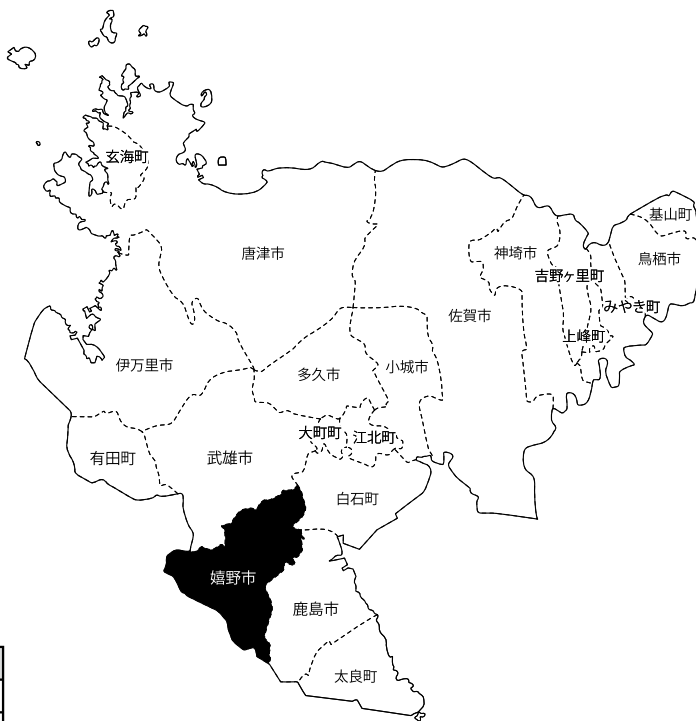 玄海町
基山町
唐津市
神埼市
鳥栖市
吉野ヶ里町
みやき町
佐賀市
上峰町
伊万里市
多久市
小城市
大町町
江北町
有田町
武雄市
白石町
嬉野市
鹿島市
太良町